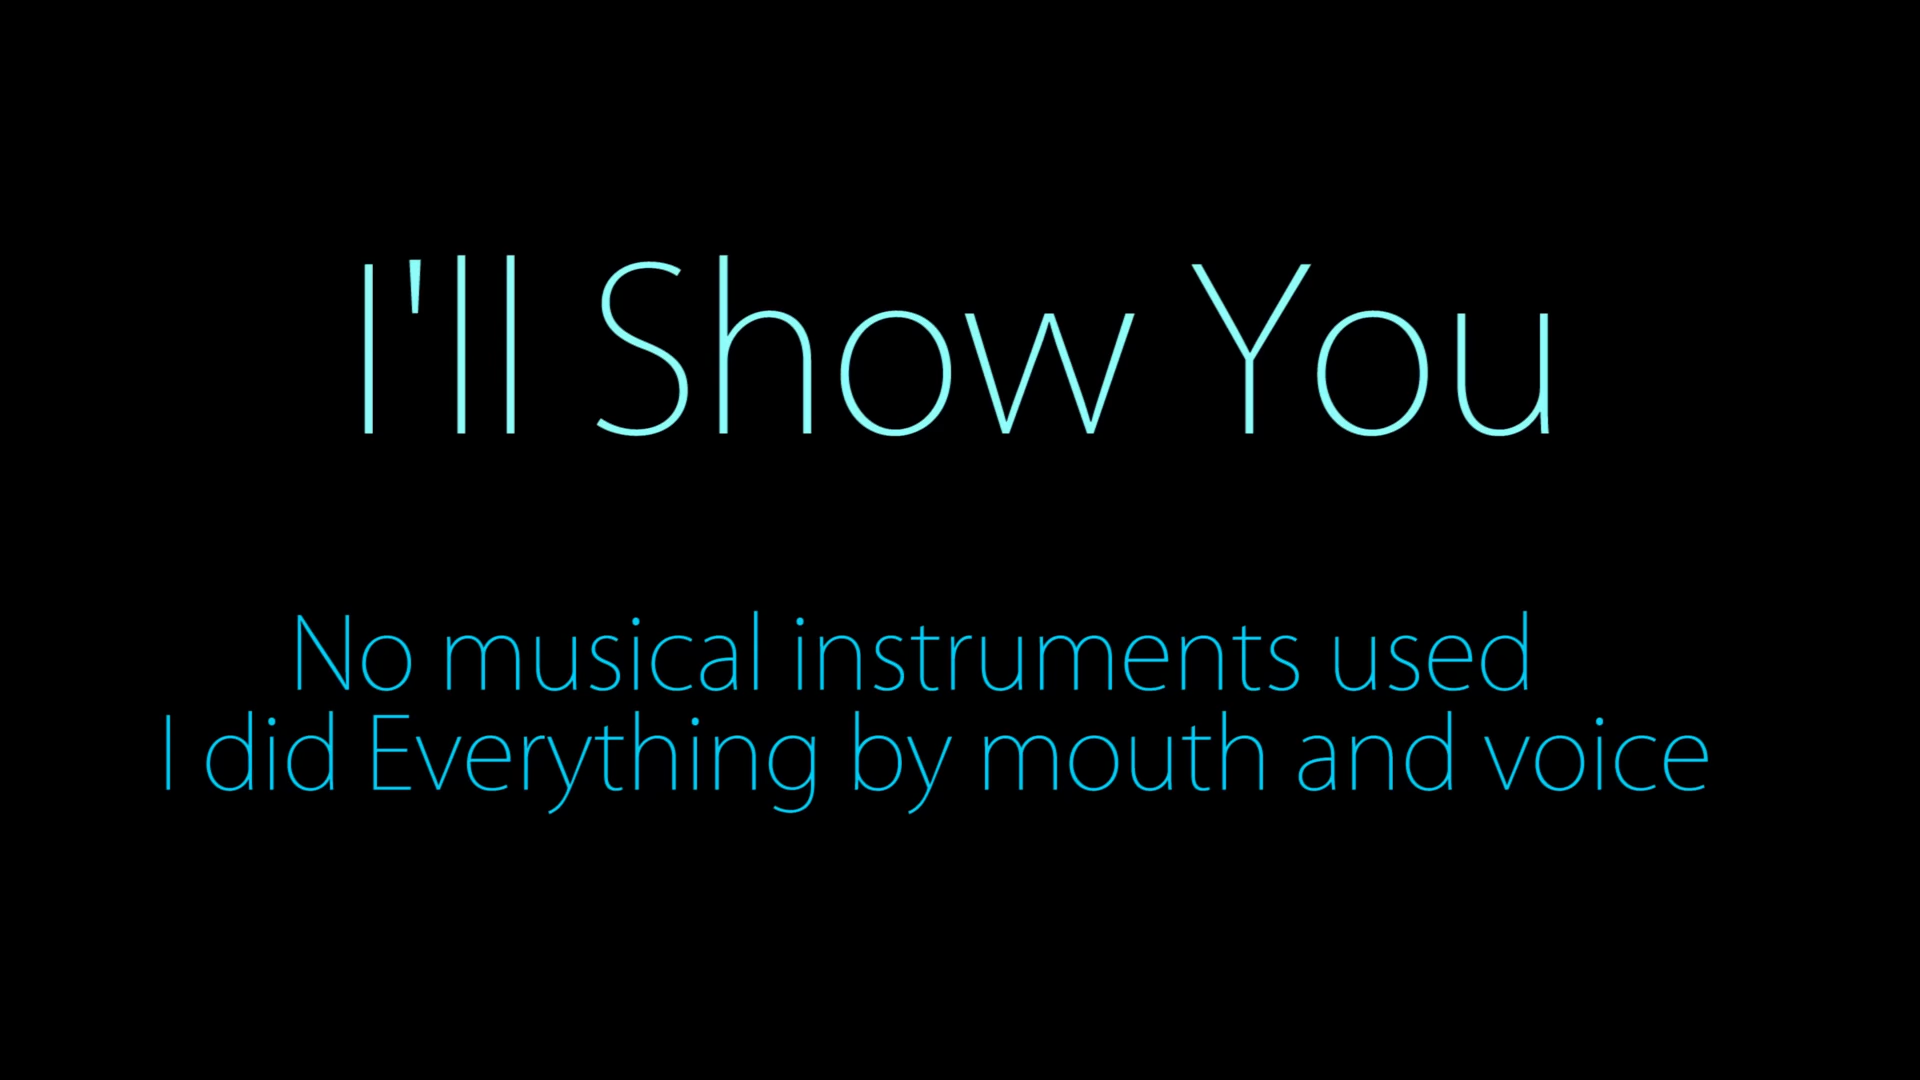 I'll Show You
No musical instruments used
I did Everything by mouth and voice